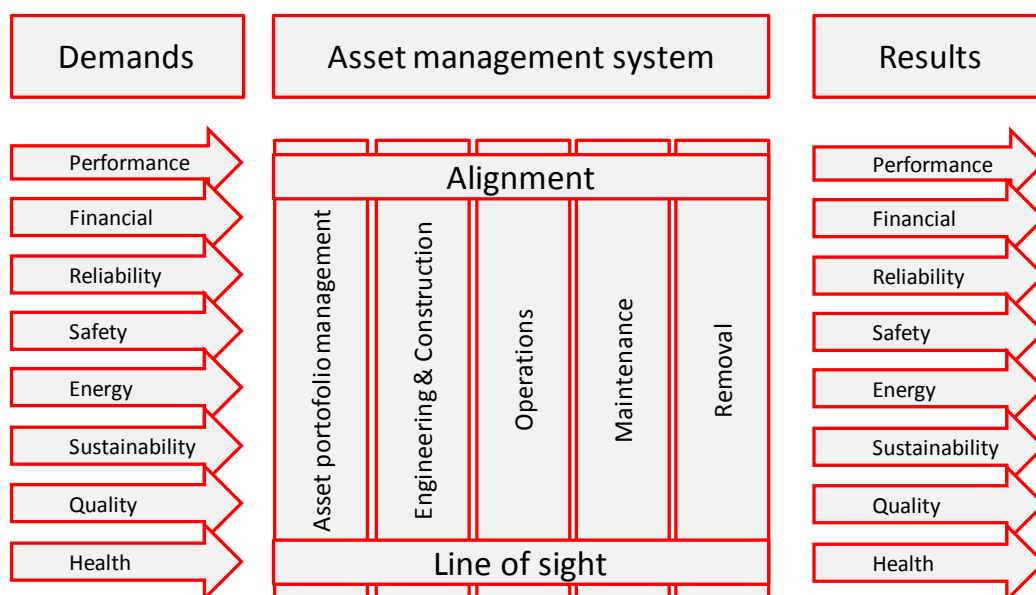 Demands
Asset management system
Results
Performance
Financial
Reliability
Safety
Energy
Sustainability
Quality
Health
Alignment
Asset portofolio management
Engineering & Construction
Operations
Maintenance
Removal
Line of sight
Performance
Financial
Reliability
Safety
Energy
Sustainability
Quality
Health